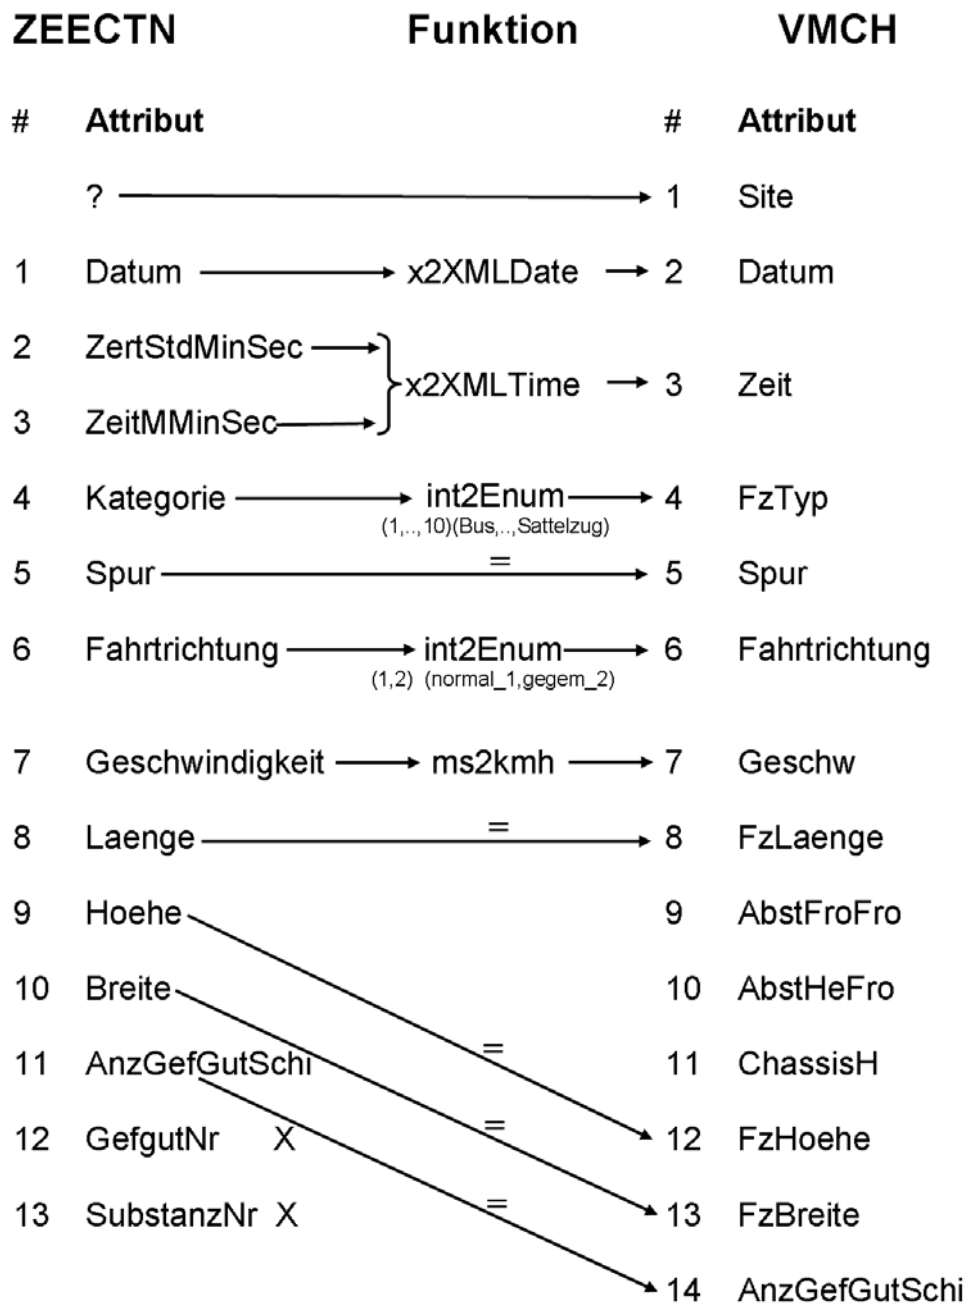 ZEECTN Funktion VMCH
# Attribut # Attribut
? 1 Site
1 Datum x2XMLDate 2 Datum
2 ZertStdMinSec
x2XMLTime 3 Zeit
3 ZeitMMinSec
4 Kategorie int2Enum 4 FzTyp
(1,..,10)(Bus,..,Sattelzug)
=
5 Spur 5 Spur
6 Fahrtrichtung int2Enum 6 Fahrtrichtung
(1,2) (normal_1,gegem_2)
7 Geschwindigkeit ms2kmh 7 Geschw
=
8 Laenge 8 FzLaenge
9 Hoehe 9 AbstFroFro
10 Breite 10 AbstHeFro
=
11 AnzGefGutSchi 11 ChassisH
=
12 GefgutNr X 12 FzHoehe
=
13 SubstanzNr X 13 FzBreite
14 AnzGefGutSchi